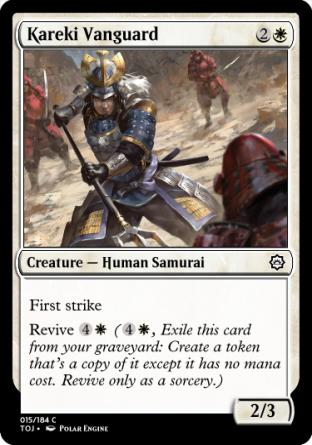 Kareki Vanguard 2
Creature — Human Samurai
First strike
Revive 4 ( 4 , Exile this card
from your graveyard: Create a token
that's a copy of it except it has no mana
cost. Revive only as a sorcery.)
015/184 C
TOJ • Polar Engine
2/3